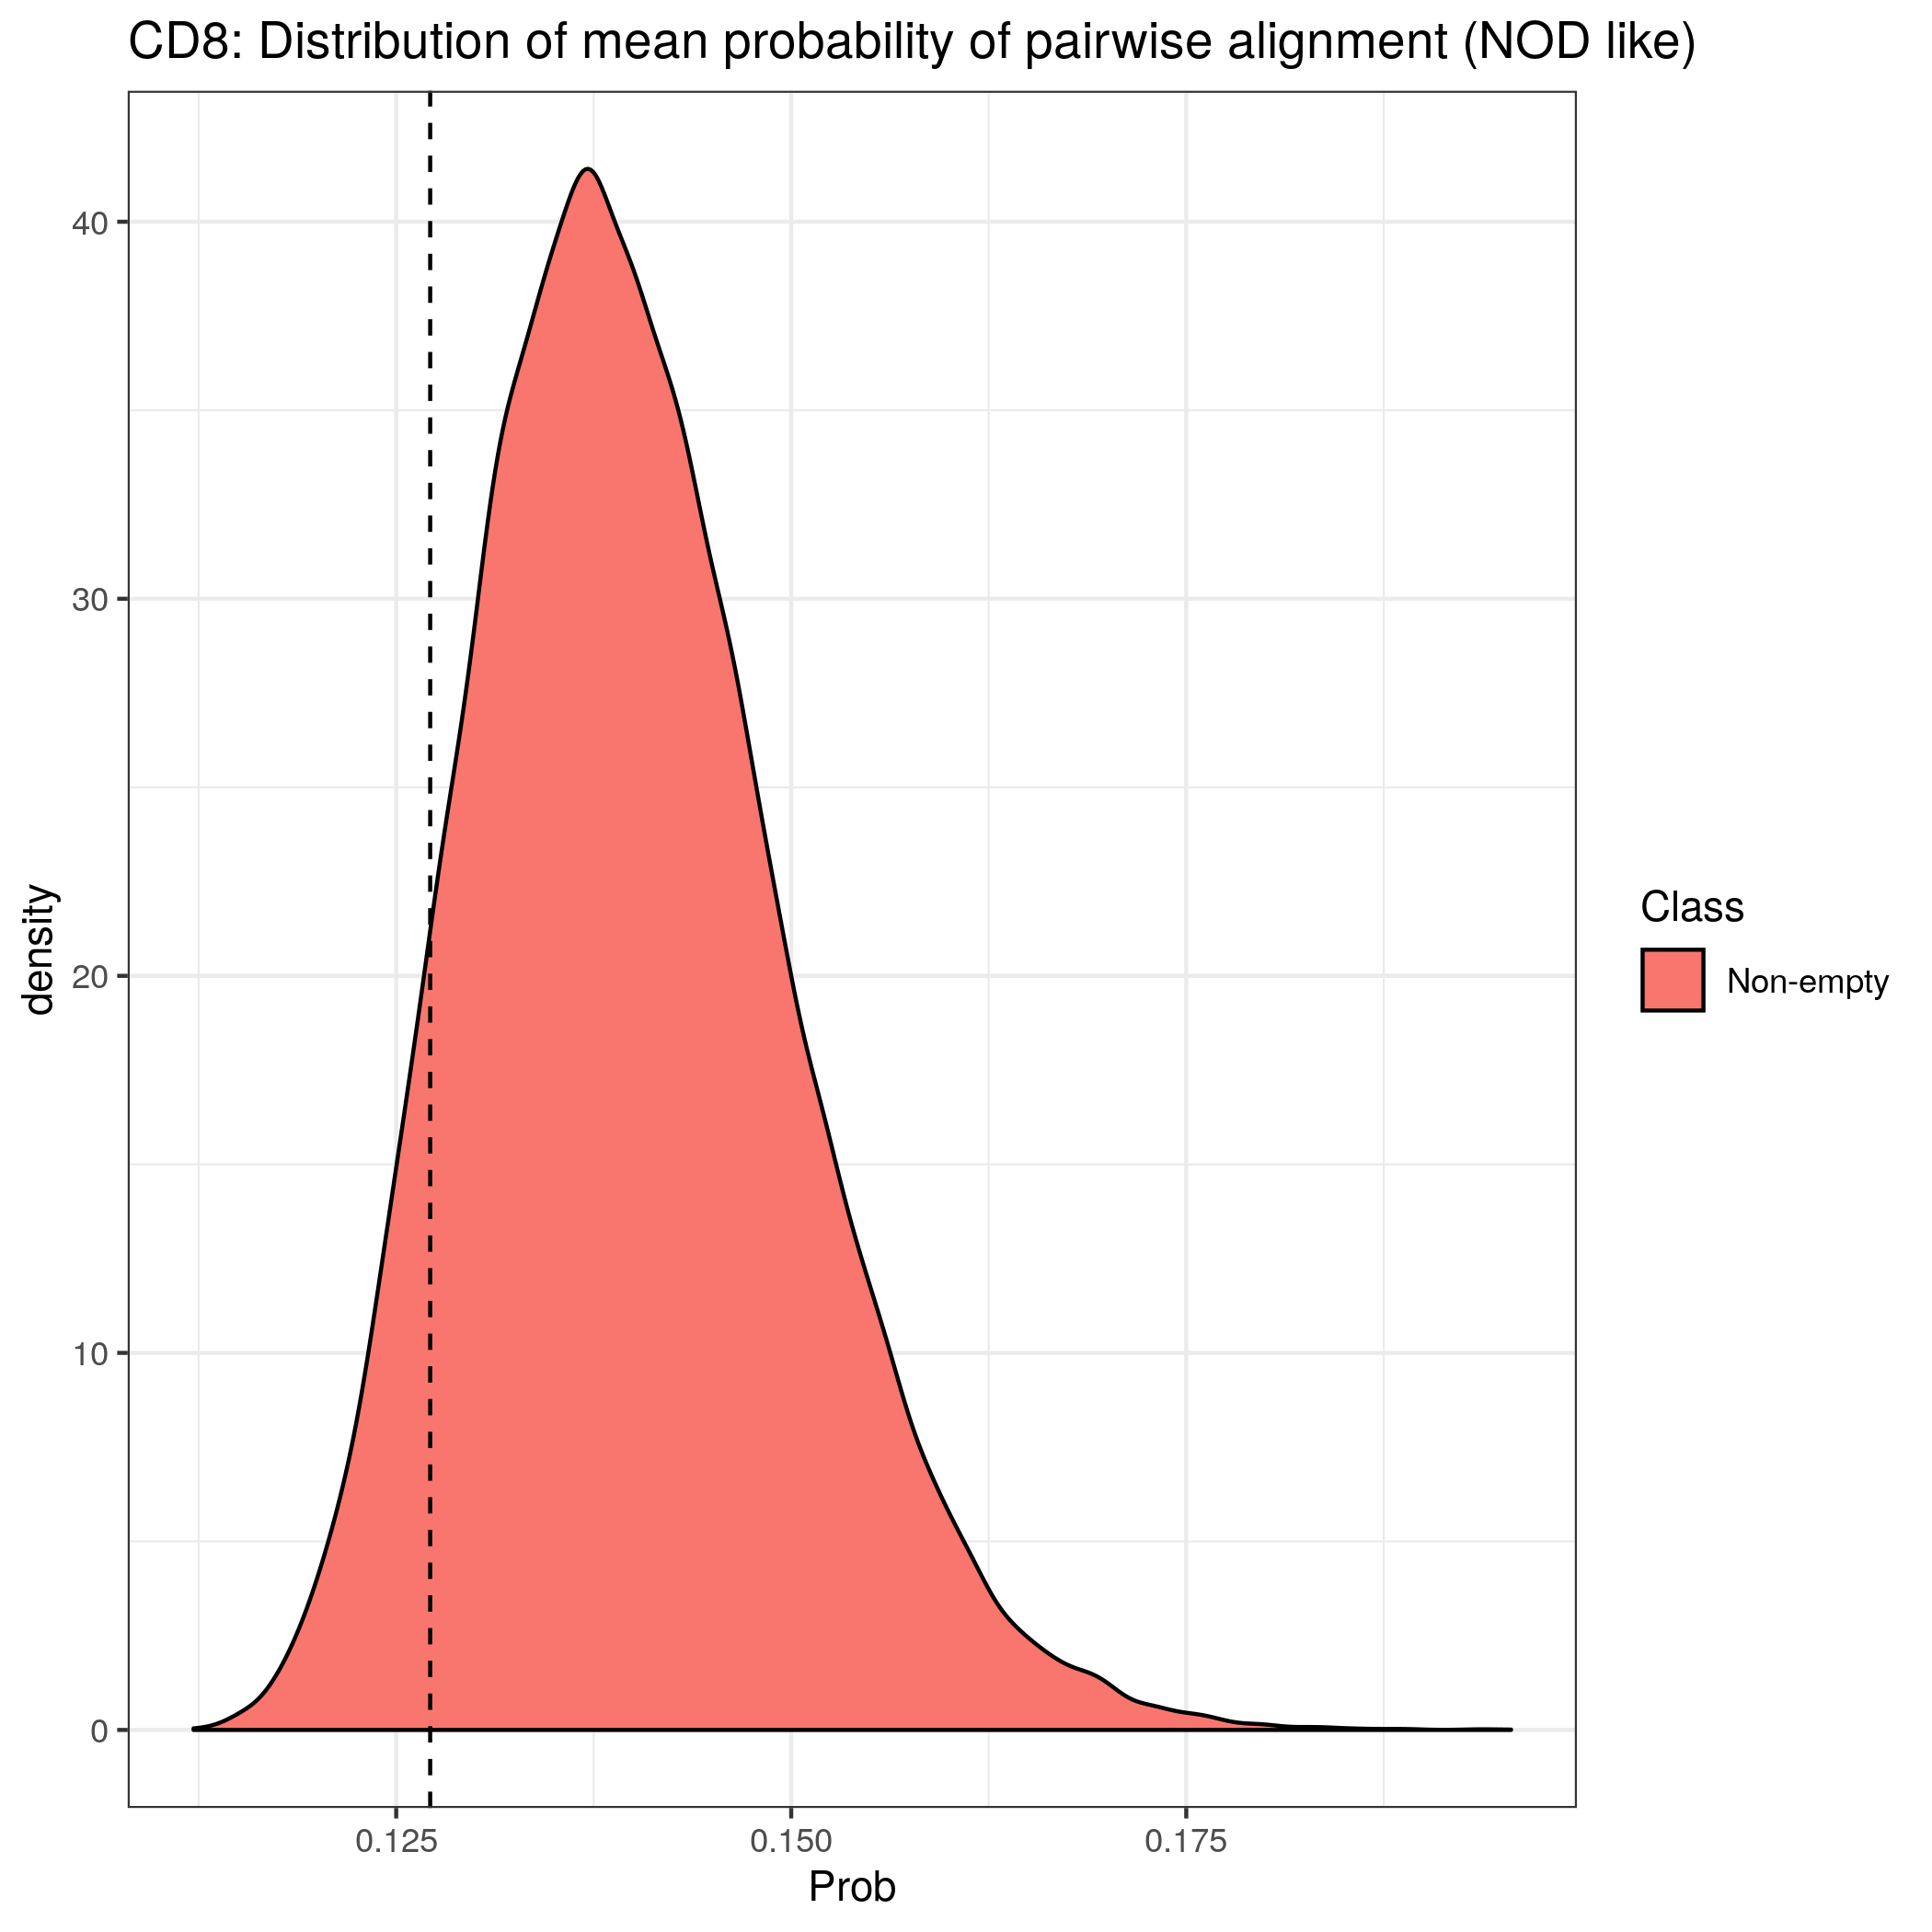 CD8: Distribution of mean probability of pairwise alignment (NOD like)
density
40
30
20
10
0
0.125
0.150
0.175
Prob
Class
Non-empty